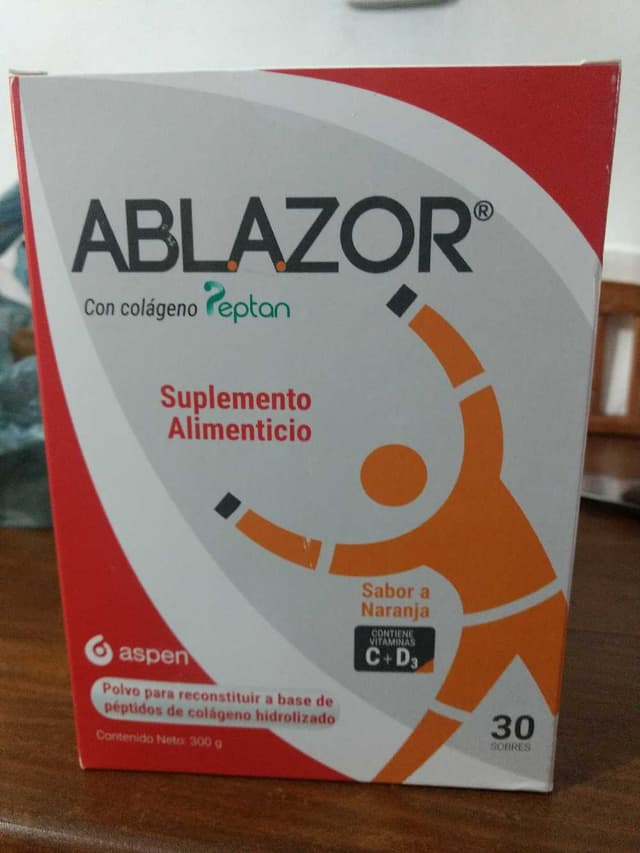 ABLAZOR®
Con colágeno Peptan
Suplemento
Alimenticio
Sabor a
Naranja
CONTIENE
VITAMINAS
C+D3
aspen
Polvo para reconstituir a base de
péptidos de colágeno hidrolizado
Contenido Neto: 300 g
30
SOBRES